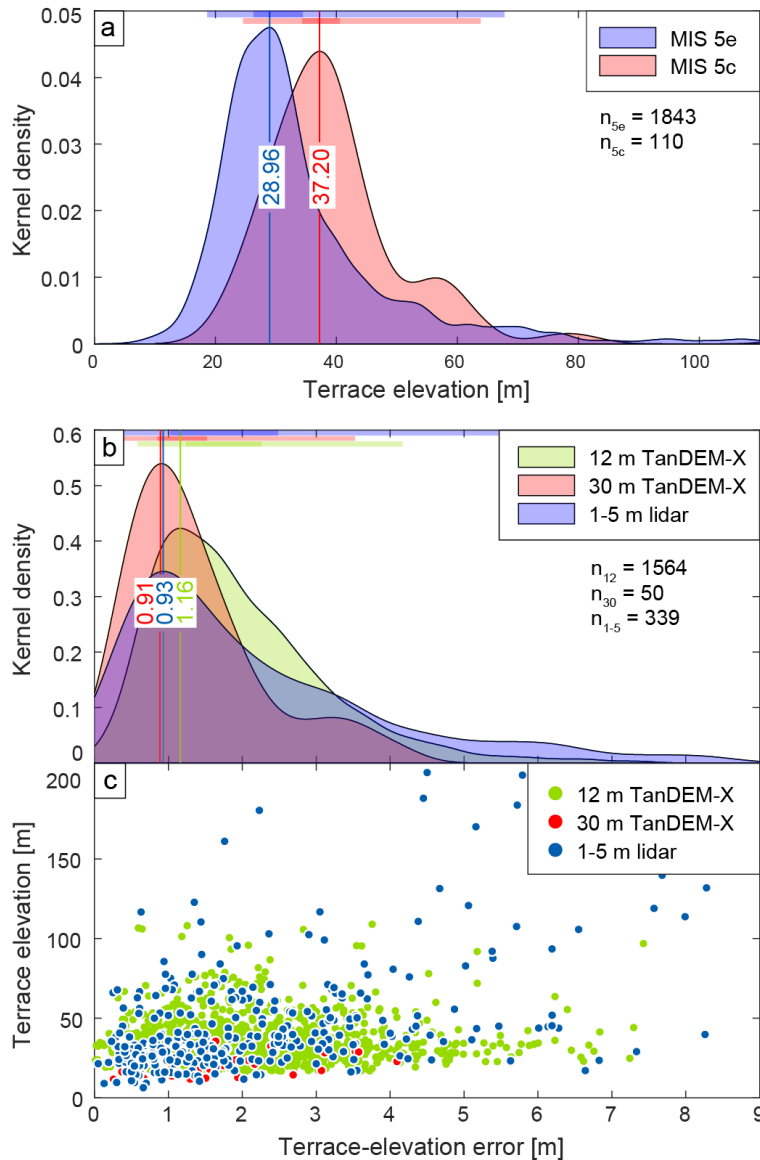 a
0.05
0.04
0.03
0.02
0.01
0
Kernel density
28.96
37.20
MIS 5e
MIS 5c
n5e = 1843
n5c = 110
0 20 40 60 80 100
Terrace elevation [m]
b
0.6
0.5
0.4
0.3
0.2
0.1
0
Kernel density
0.91
0.93
1.16
12 m TanDEM-X
30 m TanDEM-X
1-5 m lidar
n12 = 1564
n30 = 50
n1-5 = 339
c
200
150
100
50
0
Terrace elevation [m]
12 m TanDEM-X
30 m TanDEM-X
1-5 m lidar
0 1 2 3 4 5 6 7 8 9
Terrace-elevation error [m]